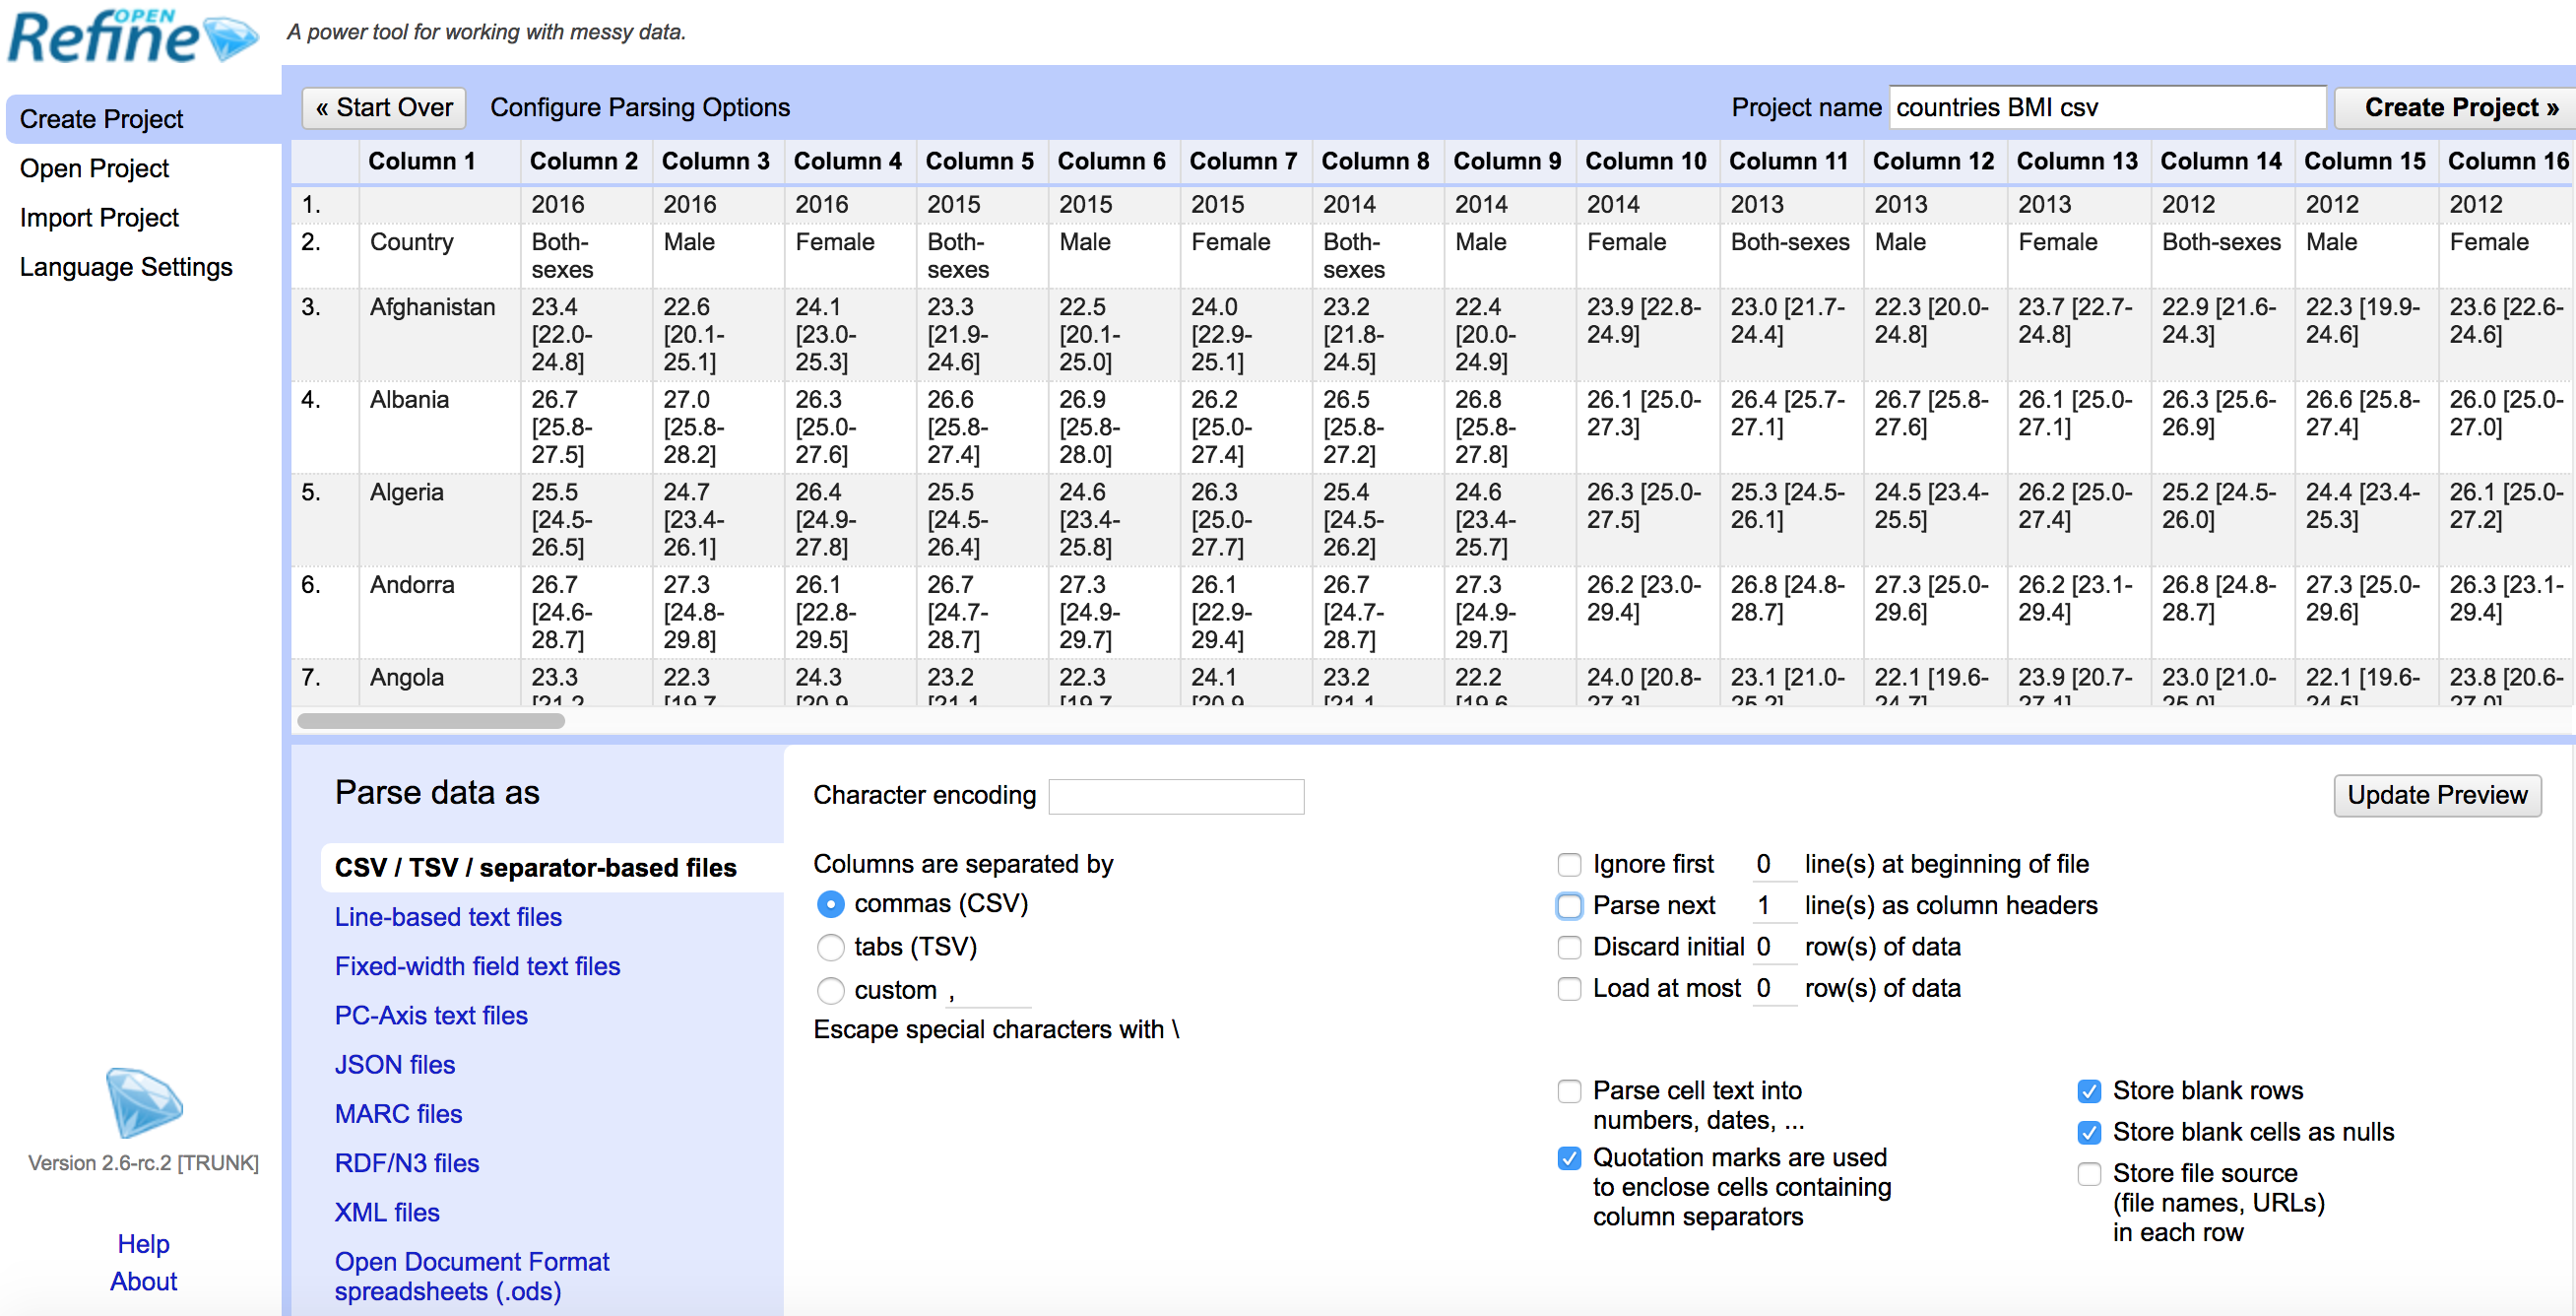 OPEN
Refine
A power tool for working with messy data.
Create Project
Open Project
Import Project
Language Settings
« Start Over Configure Parsing Options Project name countries BMI csv Create Project »
Column 1 Column 2 Column 3 Column 4 Column 5 Column 6 Column 7 Column 8 Column 9 Column 10 Column 11 Column 12 Column 13 Column 14 Column 15 Column 16
1. 2016 2016 2016 2015 2015 2015 2014 2014 2014 2013 2013 2013 2012 2012 2012
2. Country Both- Male Female Both- Male Female Both- Male Female Both-sexes Male Female Both-sexes Male Female
sexes sexes sexes
3. Afghanistan 23.4 22.6 24.1 23.3 22.5 24.0 23.2 22.4 23.9 [22.8- 23.0 [21.7- 22.3 [20.0- 23.7 [22.7- 22.9 [21.6- 22.3 [19.9- 23.6 [22.6-
[22.0- [20.1- [23.0- [21.9- [20.1- [22.9- [21.8- [20.0- 24.9] 24.4] 24.8] 24.8] 24.3] 24.6] 24.6]
24.8] 25.1] 25.3] 24.6] 25.0] 25.1] 24.5] 24.9]
4. Albania 26.7 27.0 26.3 26.6 26.9 26.2 26.5 26.8 26.1 [25.0- 26.4 [25.7- 26.7 [25.8- 26.1 [25.0- 26.3 [25.6- 26.6 [25.8- 26.0 [25.0-
[25.8- [25.8- [25.0- [25.8- [25.8- [25.0- [25.8- [25.8- 27.3] 27.1] 27.6] 27.1] 26.9] 27.4] 27.0]
27.5] 28.2] 27.6] 27.4] 28.0] 27.4] 27.2] 27.8]
5. Algeria 25.5 24.7 26.4 25.5 24.6 26.3 25.4 24.6 26.3 [25.0- 25.3 [24.5- 24.5 [23.4- 26.2 [25.0- 25.2 [24.5- 24.4 [23.4- 26.1 [25.0-
[24.5- [23.4- [24.9- [24.5- [23.4- [25.0- [24.5- [23.4- 27.5] 26.1] 25.5] 27.4] 26.0] 25.3] 27.2]
26.5] 26.1] 27.8] 26.4] 25.8] 27.7] 26.2] 25.7]
6. Andorra 26.7 27.3 26.1 26.7 27.3 26.1 26.7 27.3 26.2 [23.0- 26.8 [24.8- 27.3 [25.0- 26.2 [23.1- 26.8 [24.8- 27.3 [25.0- 26.3 [23.1-
[24.6- [24.8- [22.8- [24.7- [24.9- [22.9- [24.7- [24.9- 29.4] 28.7] 29.6] 29.4] 28.7] 29.6] 29.4]
28.7] 29.8] 29.5] 28.7] 29.7] 29.4] 28.7] 29.7]
7. Angola 23.3 22.3 24.3 23.2 22.3 24.1 23.2 22.2 24.0 [20.8- 23.1 [21.0- 22.1 [19.6- 23.9 [20.7- 23.0 [21.0- 22.1 [19.6- 23.8 [20.6-
[21.2 [19.7 [20.9 [21.1 [19.7 [20.9 [21.1 [19.6 27.3] 25.2] 24.7] 27.1] 25.0] 24.5] 27.0]
Parse data as
CSV / TSV / separator-based files
Line-based text files
Fixed-width field text files
PC-Axis text files
JSON files
MARC files
RDF/N3 files
XML files
Open Document Format
spreadsheets (.ods)
Character encoding
Update Preview
Columns are separated by
commas (CSV)
tabs (TSV)
custom ,
Escape special characters with \
Ignore first 0 line(s) at beginning of file
Parse next 1 line(s) as column headers
Discard initial 0 row(s) of data
Load at most 0 row(s) of data
Parse cell text into
numbers, dates, ...
Quotation marks are used
to enclose cells containing
column separators
Store blank rows
Store blank cells as nulls
Store file source
(file names, URLs)
in each row
Version 2.6-rc.2 [TRUNK]
Help
About